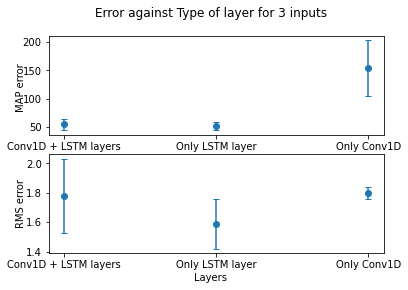 Error against Type of layer for 3 inputs
200
150
100
50
MAP error
Conv1D + LSTM layers Only LSTM layer Only Conv1D
2.0
1.8
1.6
1.4
RMS error
Conv1D + LSTM layers Only LSTM layer Only Conv1D
Layers